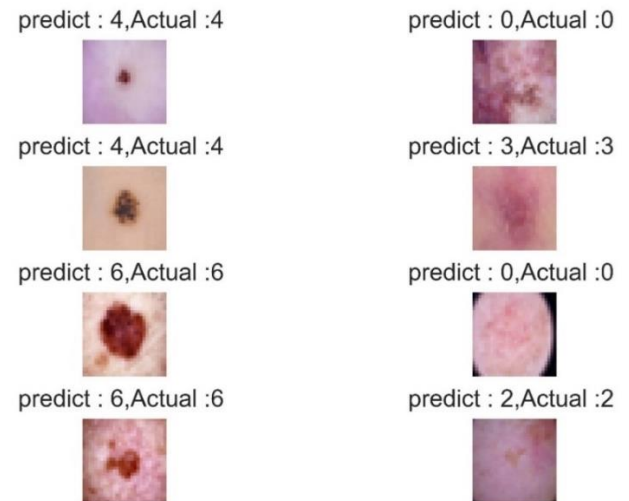 predict : 4,Actual :4
predict : 0,Actual :0
predict : 4,Actual :4
predict : 3,Actual :3
predict : 6,Actual :6
predict : 0,Actual :0
predict : 6,Actual :6
predict : 2,Actual :2